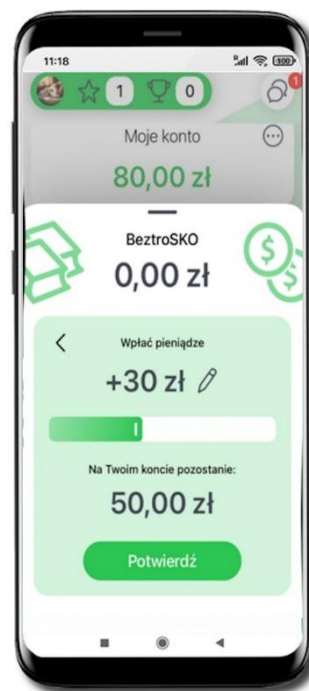 11:18
100
1
0
1
Moje konto
80,00 zł
BeztroSKO
0,00 zł
Wpłać pieniądze
+30 zł
Na Twoim koncie pozostanie:
50,00 zł
Potwierdź